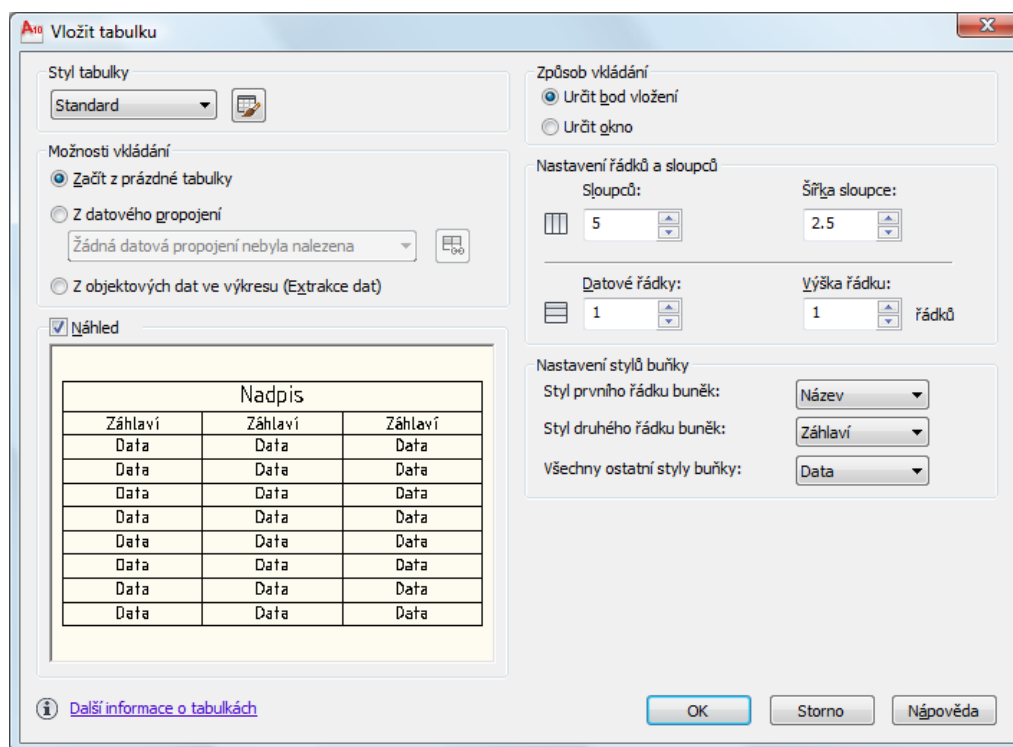 A10 Vložit tabulku
Styl tabulky
Standard
Možnosti vkládání
Začít z prázdné tabulky
Z datového propojení
Žádná datová propojení nebyla nalezena
Z objektových dat ve výkresu (Extrakce dat)
Náhled
Nadpis
Záhlaví Záhlaví Záhlaví
Data Data Data
Data Data Data
Data Data Data
Data Data Data
Data Data Data
Data Data Data
Data Data Data
Data Data Data
Způsob vkládání
Určit bod vložení
Určit okno
Nastavení řádků a sloupců
Sloupců: Šířka sloupce:
5 2.5
Datové řádky: Výška řádku:
1 1 řádků
Nastavení stylů buňky
Styl prvního řádku buněk: Název
Styl druhého řádku buněk: Záhlaví
Všechny ostatní styly buňky: Data
Další informace o tabulkách
OK Storno Nápověda